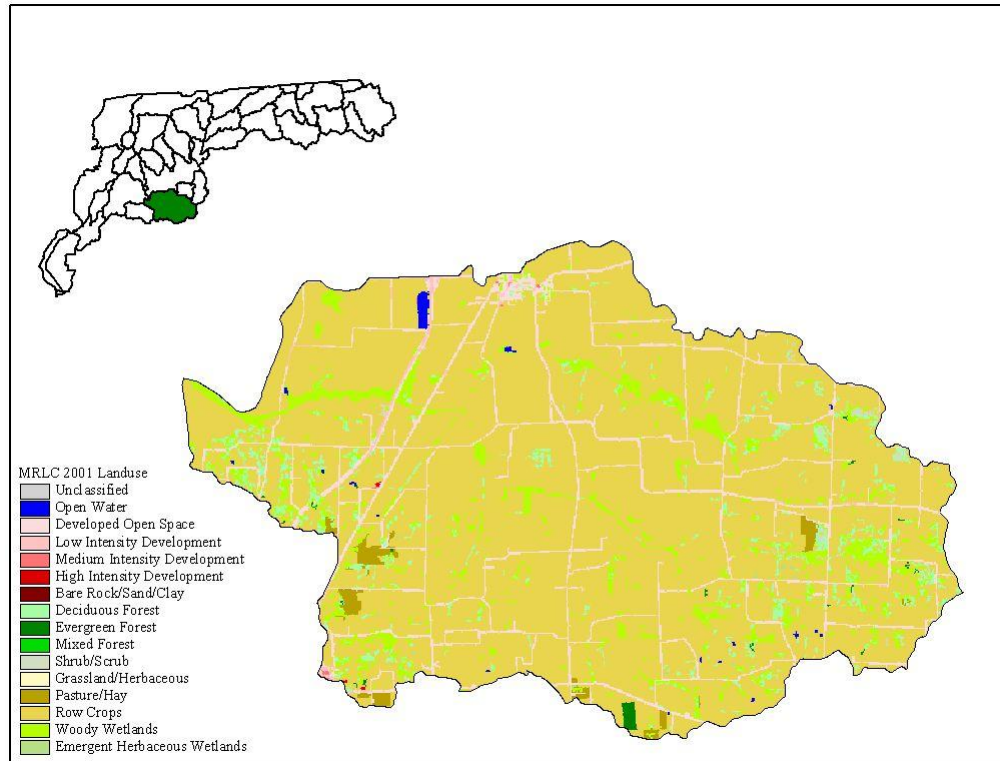 MRLC 2001 Landuse
Unclassified
Open Water
Developed Open Space
Low Intensity Development
Medium Intensity Development
High Intensity Development
Bare Rock/Sand/Clay
Deciduous Forest
Evergreen Forest
Mixed Forest
Shrub/Scrub
Grassland/Herbaceous
Pasture/Hay
Row Crops
Woody Wetlands
Emergent Herbaceous Wetlands